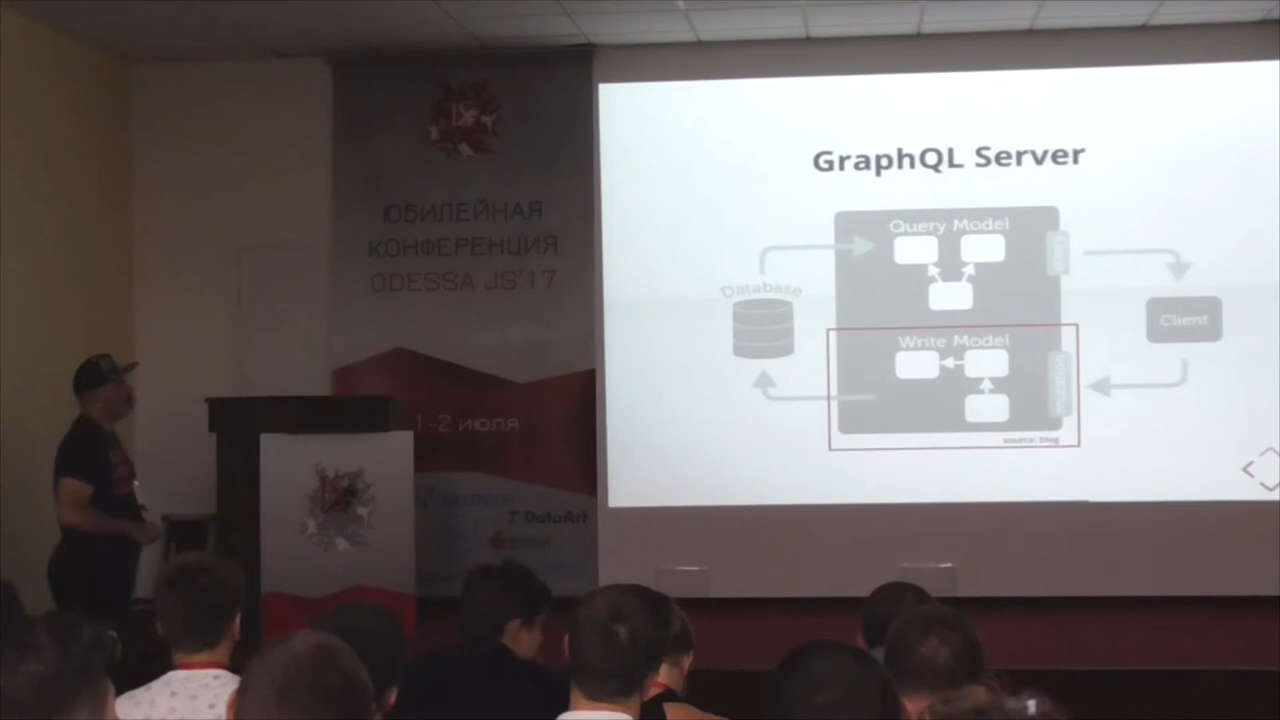 JS
ЮБИЛЕЙНАЯ
КОНФЕРЕНЦИЯ
ODESSA JS'17
1-2 июля
DataArt
GraphQL Server
Query Model
Database
Client
Write Model
source: blog